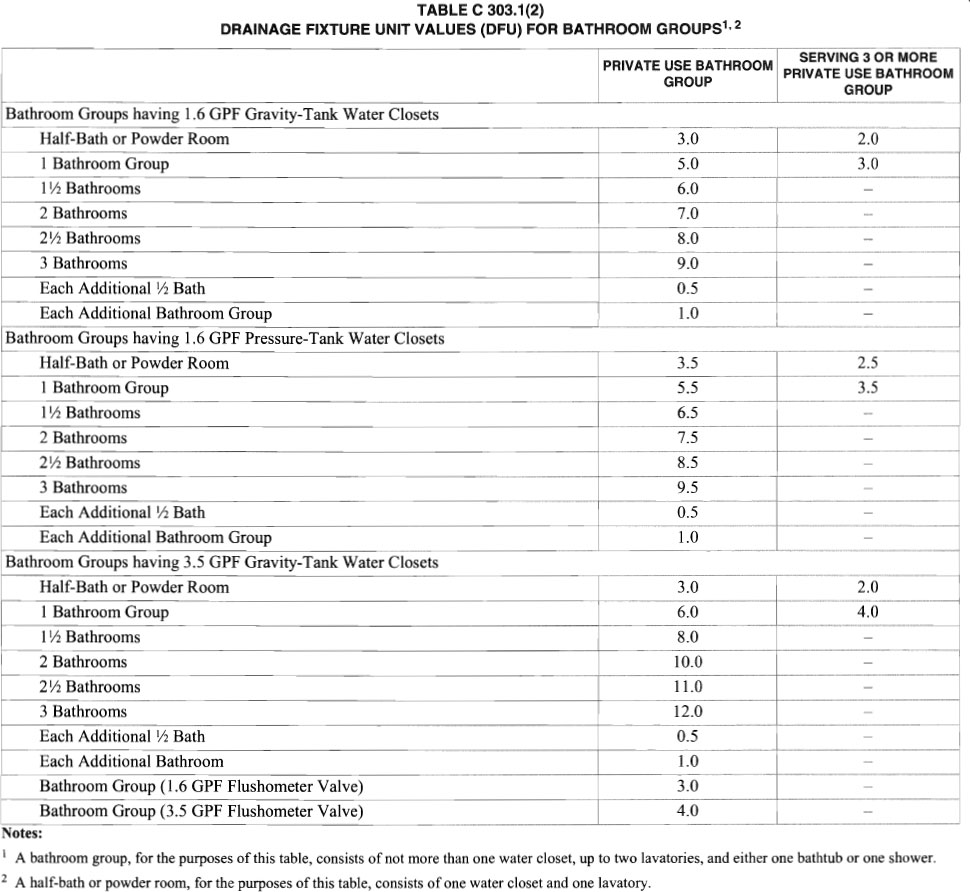 TABLE C 303.1(2)
DRAINAGE FIXTURE UNIT VALUES (DFU) FOR BATHROOM GROUPS1, 2
PRIVATE USE BATHROOM GROUP SERVING 3 OR MORE PRIVATE USE BATHROOM GROUP
Bathroom Groups having 1.6 GPF Gravity-Tank Water Closets
Half-Bath or Powder Room 3.0 2.0
1 Bathroom Group 5.0 3.0
1½ Bathrooms 6.0 –
2 Bathrooms 7.0 –
2½ Bathrooms 8.0 –
3 Bathrooms 9.0 –
Each Additional ½ Bath 0.5 –
Each Additional Bathroom Group 1.0 –
Bathroom Groups having 1.6 GPF Pressure-Tank Water Closets
Half-Bath or Powder Room 3.5 2.5
1 Bathroom Group 5.5 3.5
1½ Bathrooms 6.5 –
2 Bathrooms 7.5 –
2½ Bathrooms 8.5 –
3 Bathrooms 9.5 –
Each Additional ½ Bath 0.5 –
Each Additional Bathroom Group 1.0 –
Bathroom Groups having 3.5 GPF Gravity-Tank Water Closets
Half-Bath or Powder Room 3.0 2.0
1 Bathroom Group 6.0 4.0
1½ Bathrooms 8.0 –
2 Bathrooms 10.0 –
2½ Bathrooms 11.0 –
3 Bathrooms 12.0 –
Each Additional ½ Bath 0.5 –
Each Additional Bathroom 1.0 –
Bathroom Group (1.6 GPF Flushometer Valve) 3.0 –
Bathroom Group (3.5 GPF Flushometer Valve) 4.0 –
Notes:
1 A bathroom group, for the purposes of this table, consists of not more than one water closet, up to two lavatories, and either one bathtub or one shower.
2 A half-bath or powder room, for the purposes of this table, consists of one water closet and one lavatory.